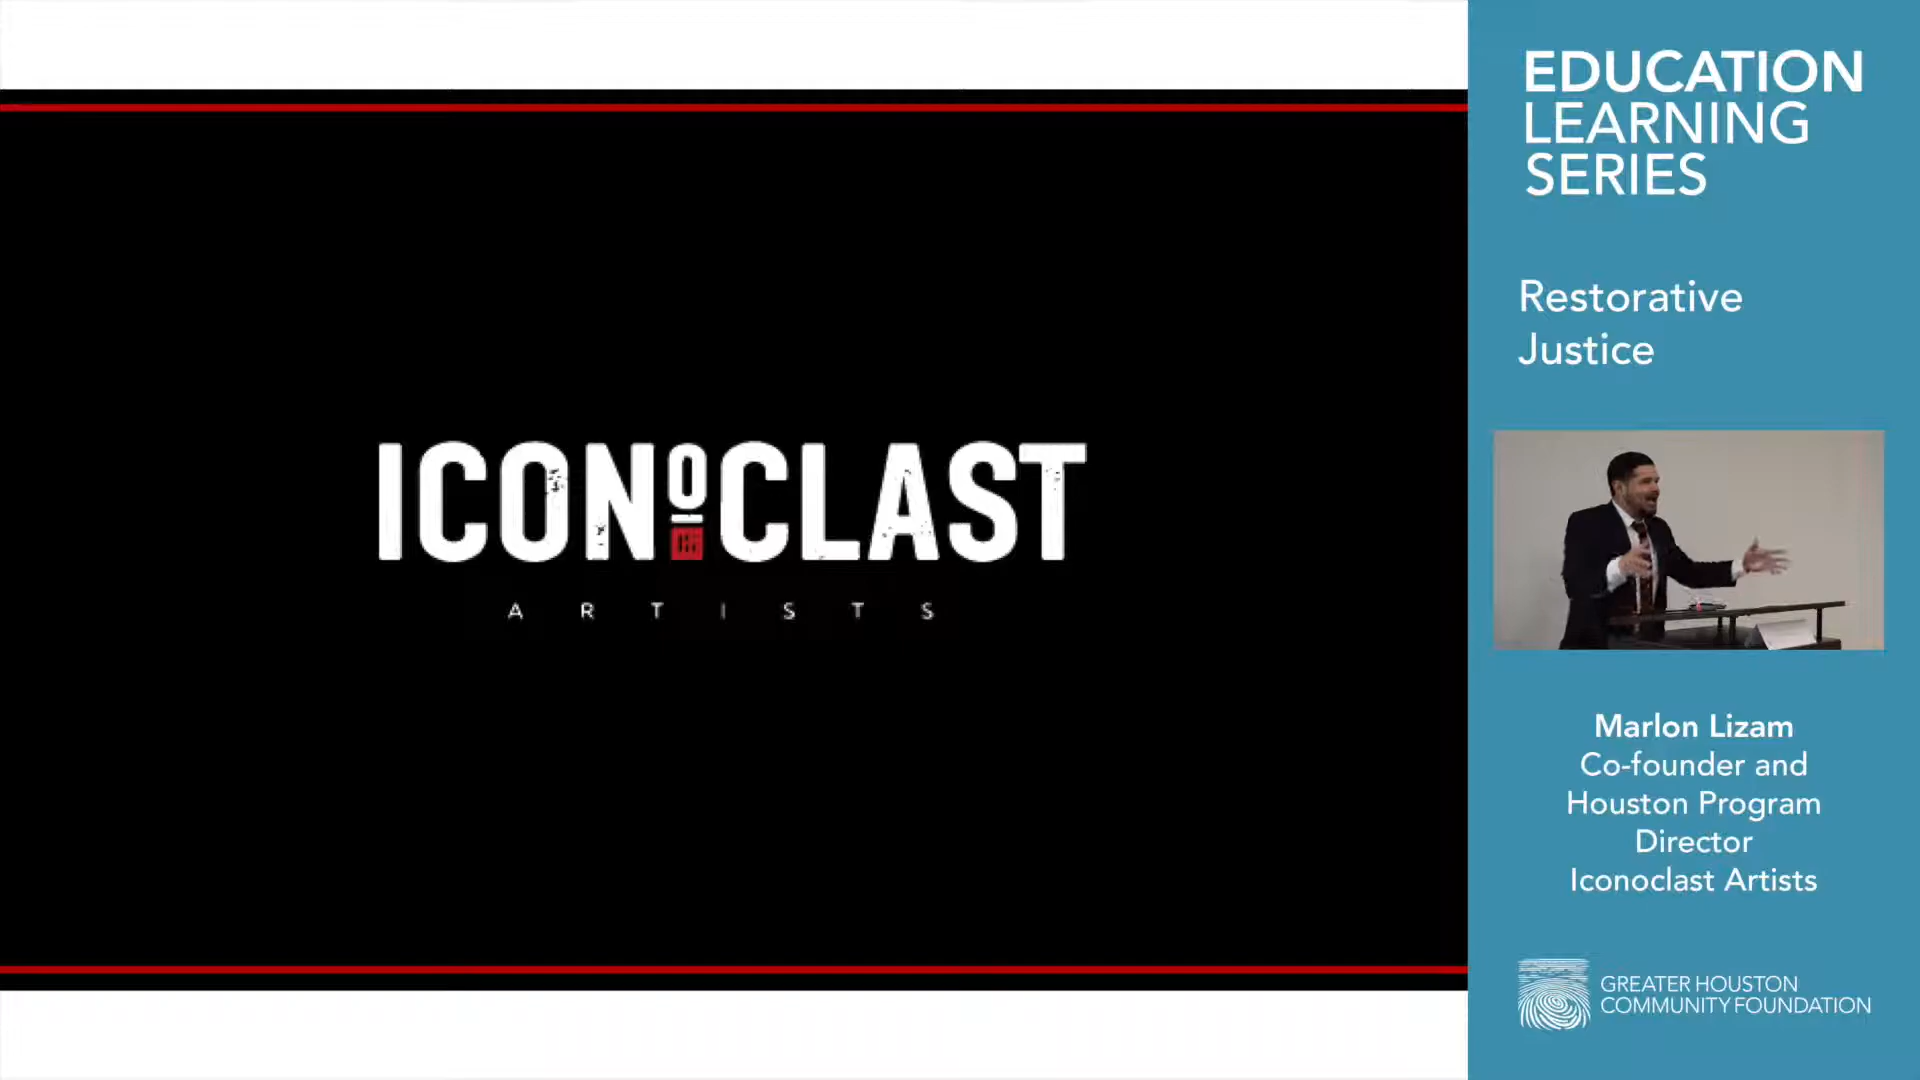 ICONOCLAST
ARTISTS
EDUCATION
LEARNING
SERIES
Restorative
Justice
Marlon Lizam
Co-founder and
Houston Program
Director
Iconoclast Artists
GREATER HOUSTON
COMMUNITY FOUNDATION